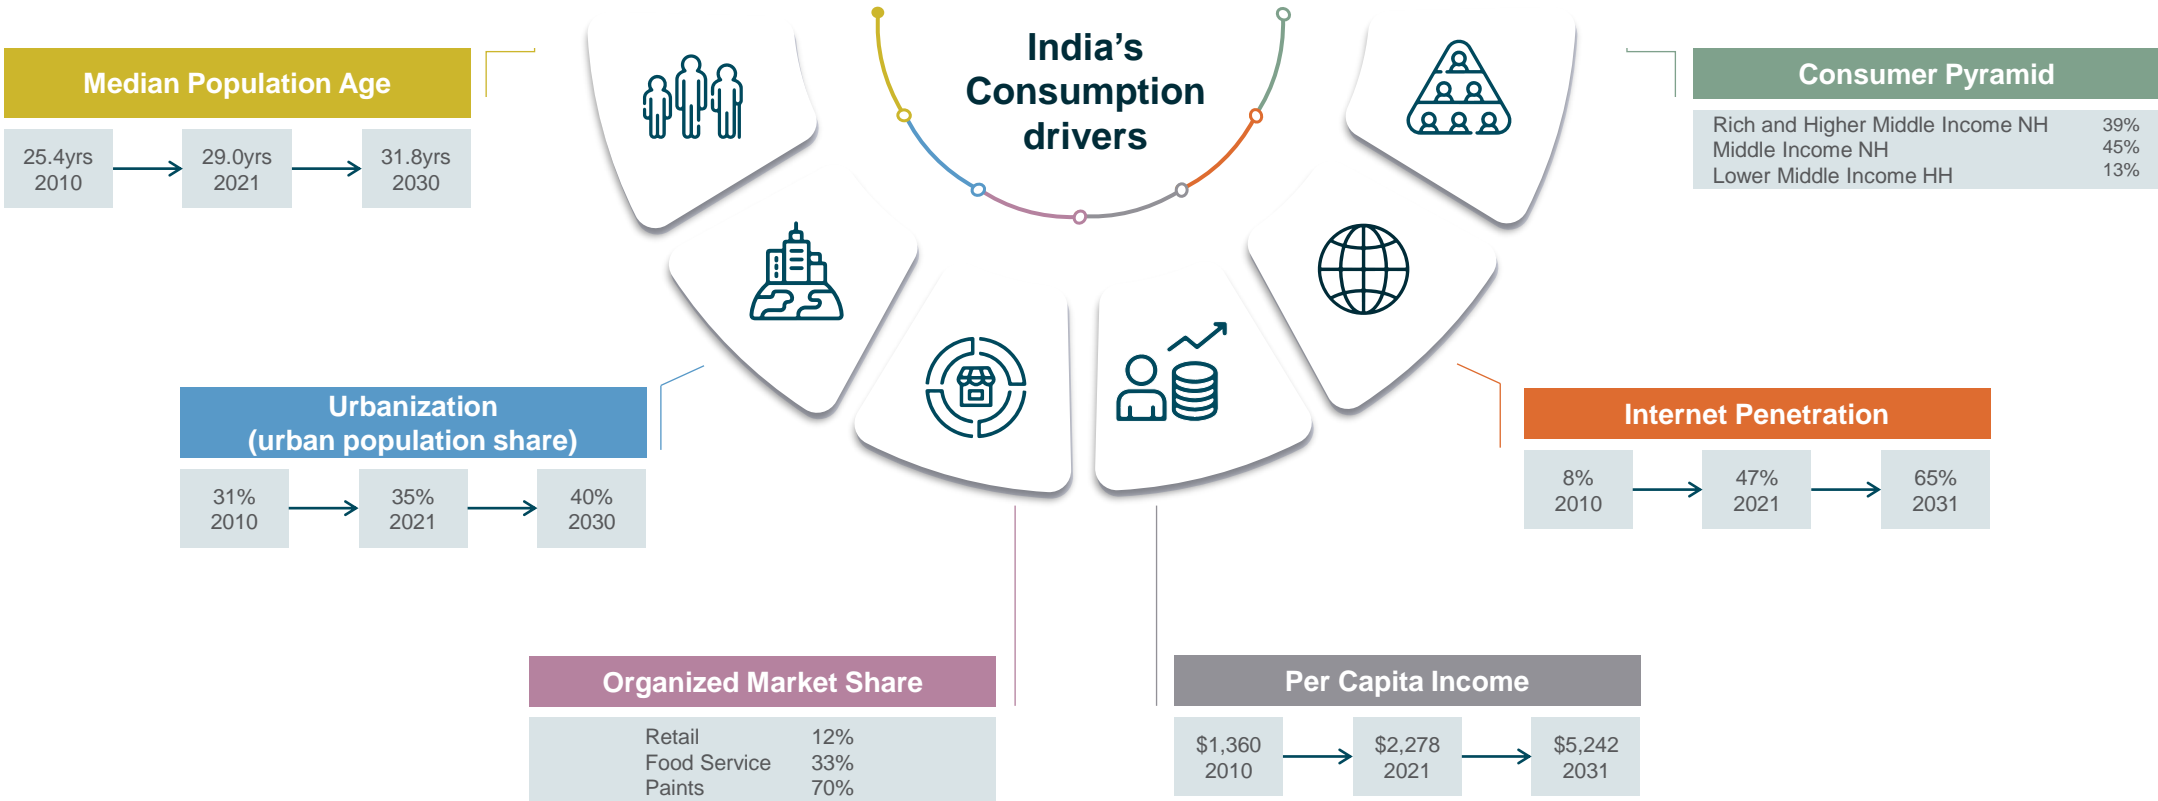 India's
Consumption
drivers
Median Population Age
25.4yrs
2010
29.0yrs
2021
31.8yrs
2030
Consumer Pyramid
Rich and Higher Middle Income NH 39%
Middle Income NH 45%
Lower Middle Income HH 13%
Urbanization
(urban population share)
31%
2010
35%
2021
40%
2030
Internet Penetration
8%
2010
47%
2021
65%
2031
Organized Market Share
Retail 12%
Food Service 33%
Paints 70%
Per Capita Income
$1,360
2010
$2,278
2021
$5,242
2031